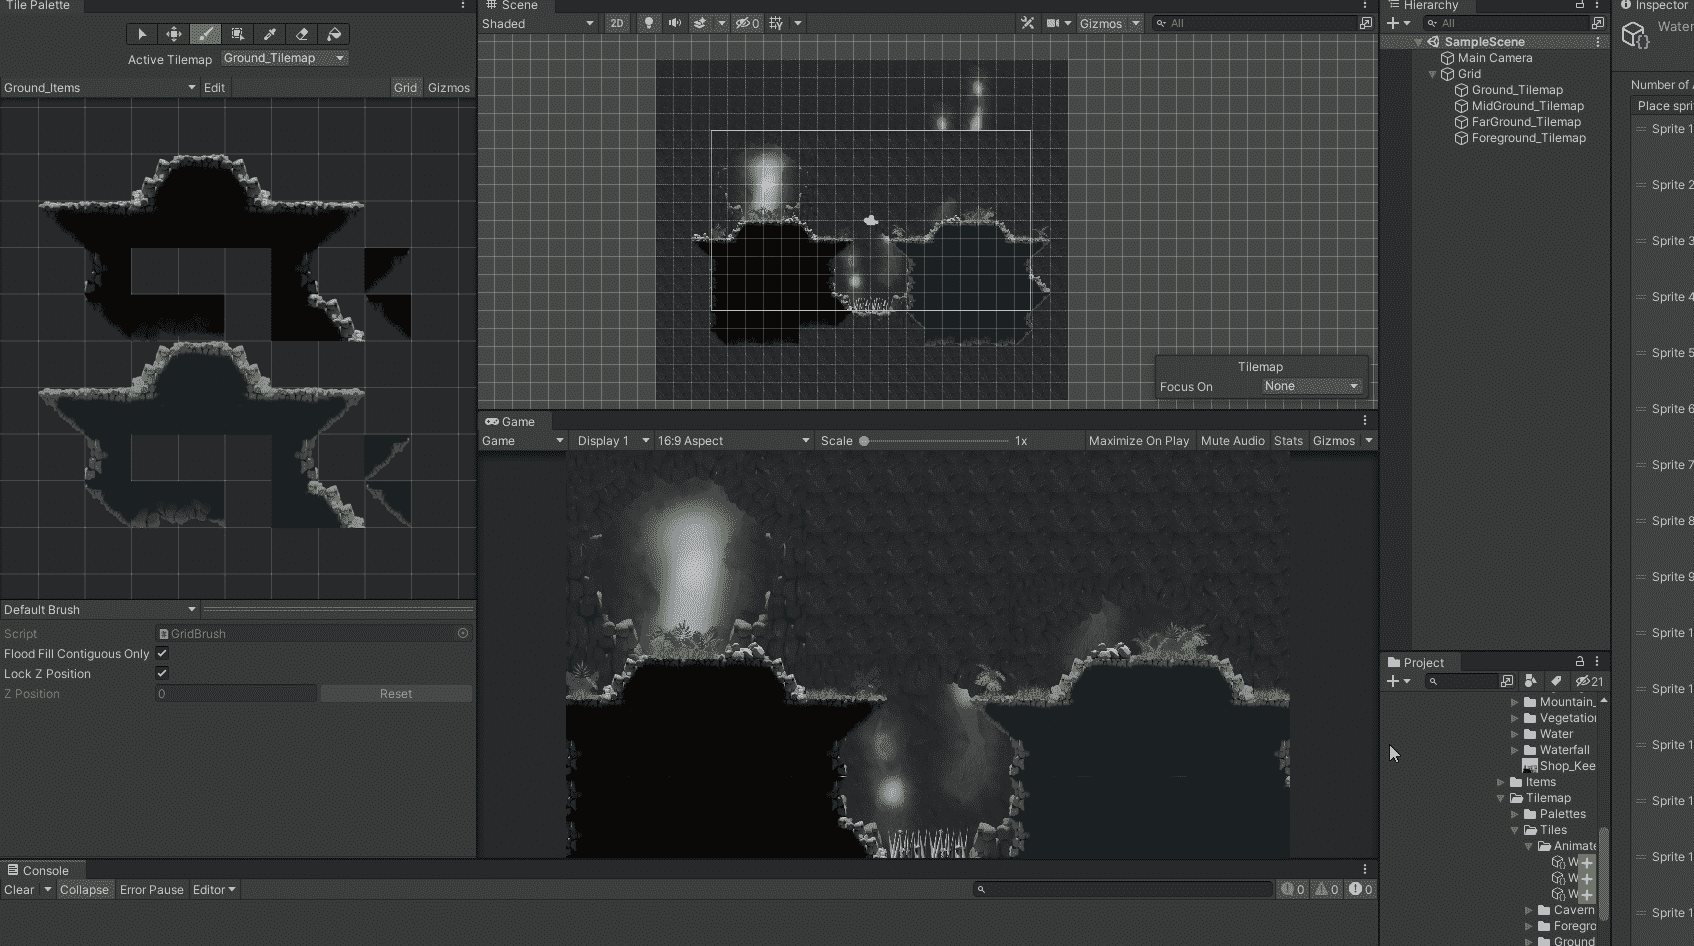 Tile Palette
Active Tilemap Ground_Tilemap
Ground_Items Edit Grid Gizmos
Default Brush
Script GridBrush
Flood Fill Contiguous Only
Lock Z Position
Z Position 0 Reset
Scene
Shaded 2D 0 Gizmos All
Tilemap
Focus On None
Game
Game Display 1 16:9 Aspect Scale 1x Maximize On Play Mute Audio Stats Gizmos
Console
Clear Collapse Error Pause Editor 0 0 0
Hierarchy
All
SampleScene
Main Camera
Grid
Ground_Tilemap
MidGround_Tilemap
FarGround_Tilemap
Foreground_Tilemap
Project
21
Mountain_
Vegetation
Water
Waterfall
Shop_Kee
Items
Tilemap
Palettes
Tiles
Animate
W
W
W
Cavern
Foregro
Ground
Inspector
Water
Number of
Place spri
Sprite 1
Sprite 2
Sprite 3
Sprite 4
Sprite 5
Sprite 6
Sprite 7
Sprite 8
Sprite 9
Sprite 1
Sprite 1
Sprite 1
Sprite 1
Sprite 1
Sprite 1